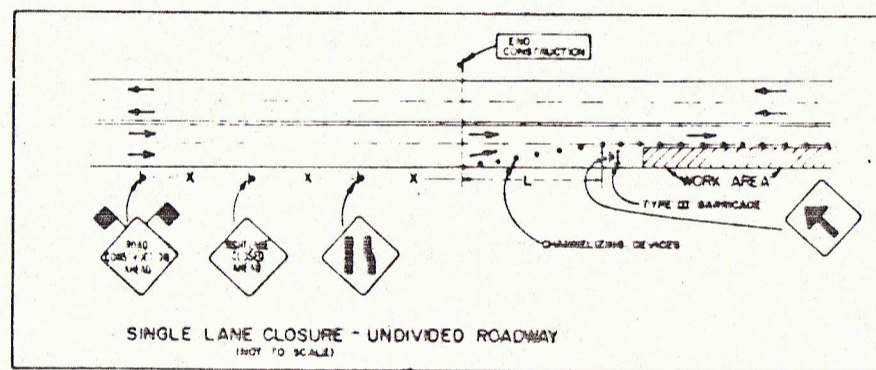 END
CONSTRUCTION
X
X
X
L
WORK AREA
TYPE III BARRICADE
CHANNELIZING DEVICES
ROAD
CONSTRUCTION
AHEAD
RIGHT LANE
CLOSED
AHEAD
SINGLE LANE CLOSURE - UNDIVIDED ROADWAY
(NOT TO SCALE)